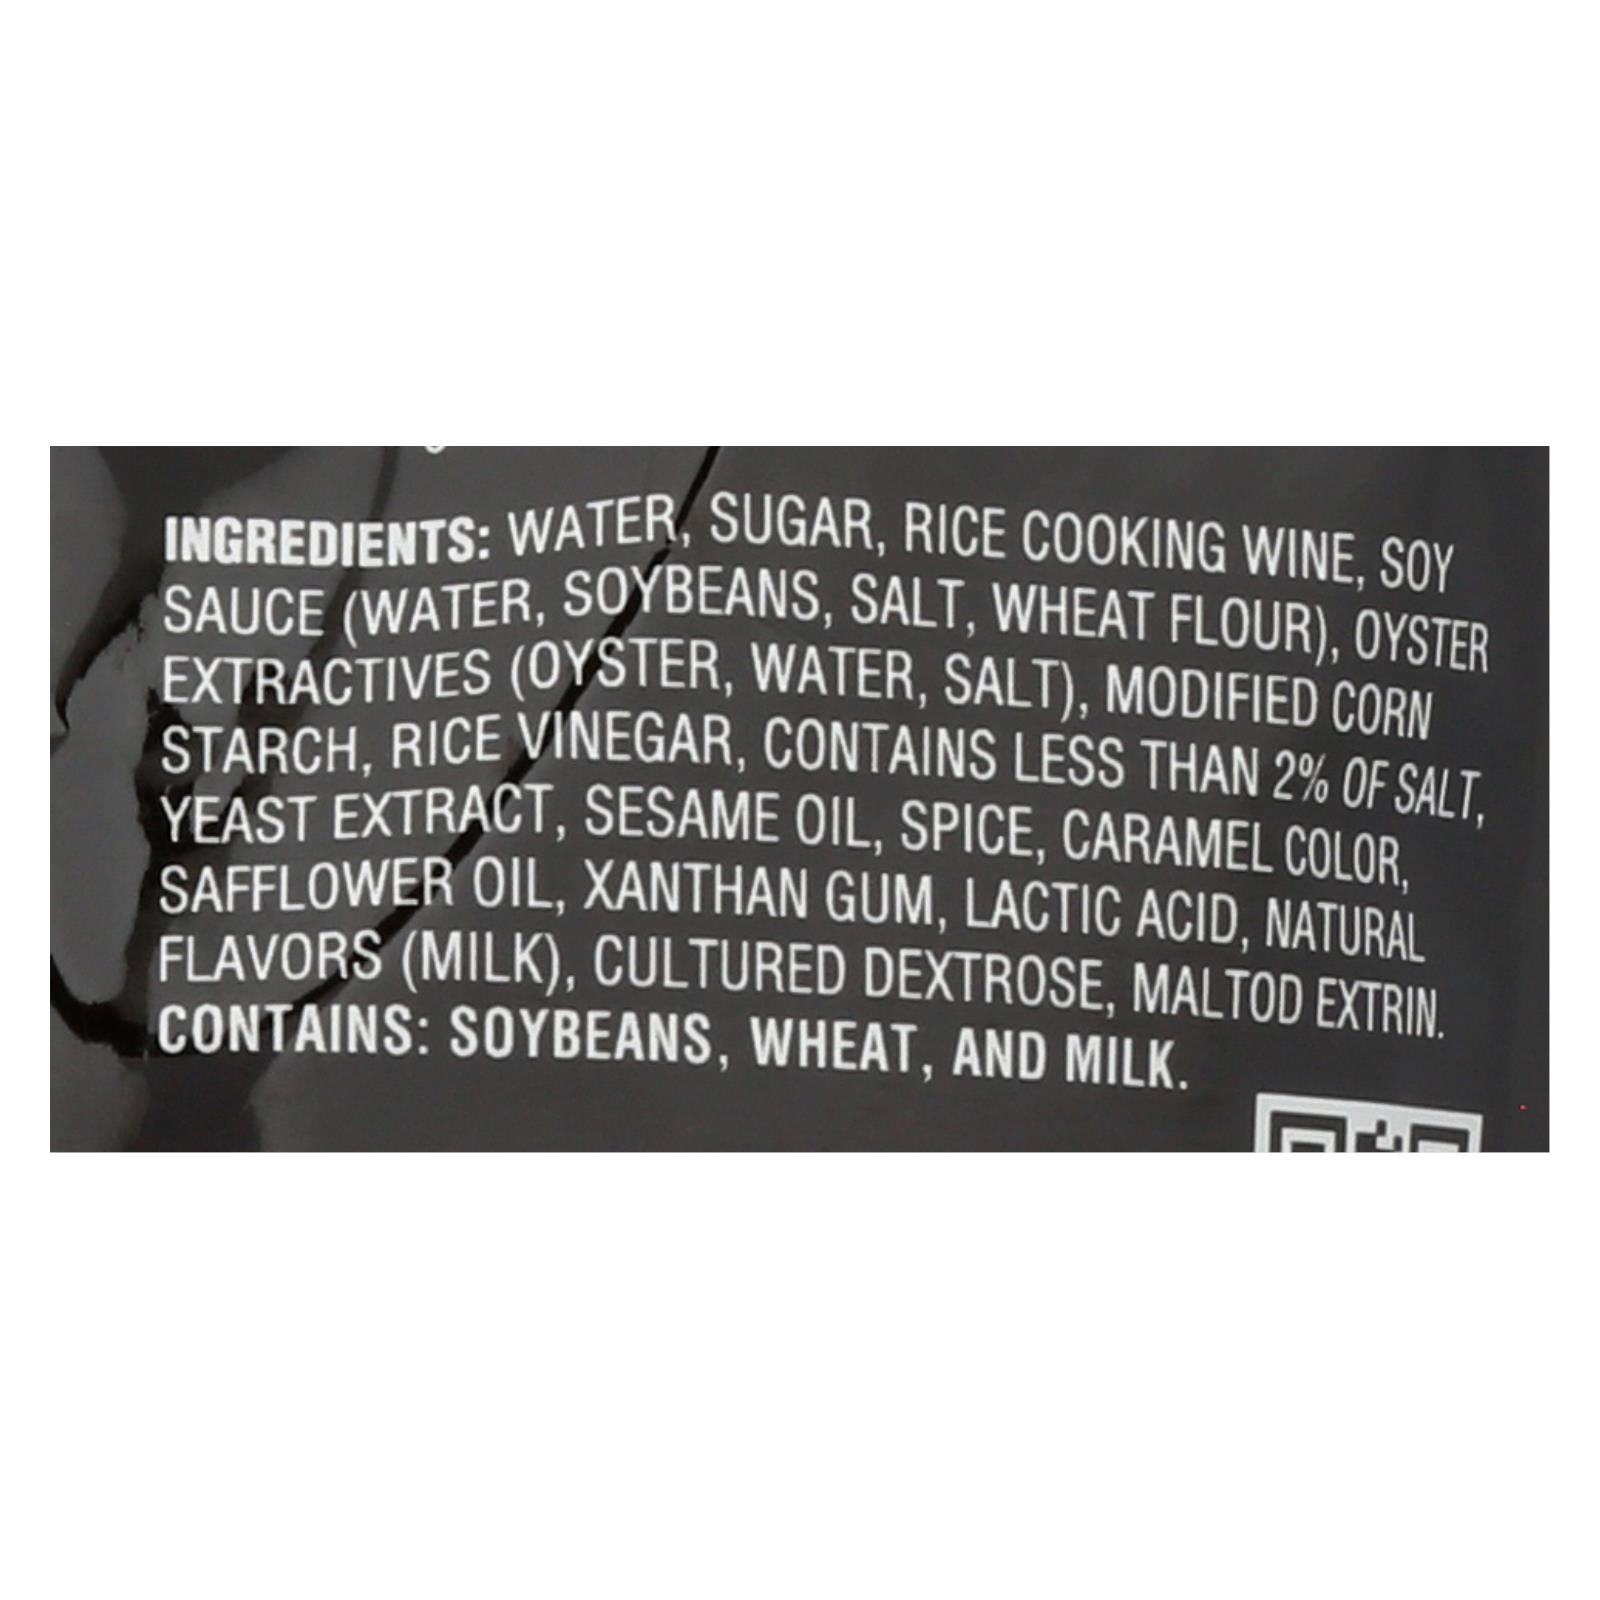 INGREDIENTS: WATER, SUGAR, RICE COOKING WINE, SOY
SAUCE (WATER, SOYBEANS, SALT, WHEAT FLOUR), OYSTER
EXTRACTIVES (OYSTER, WATER, SALT), MODIFIED CORN
STARCH, RICE VINEGAR, CONTAINS LESS THAN 2% OF SALT,
YEAST EXTRACT, SESAME OIL, SPICE, CARAMEL COLOR,
SAFFLOWER OIL, XANTHAN GUM, LACTIC ACID, NATURAL
FLAVORS (MILK), CULTURED DEXTROSE, MALTOD EXTRIN.
CONTAINS: SOYBEANS, WHEAT, AND MILK.